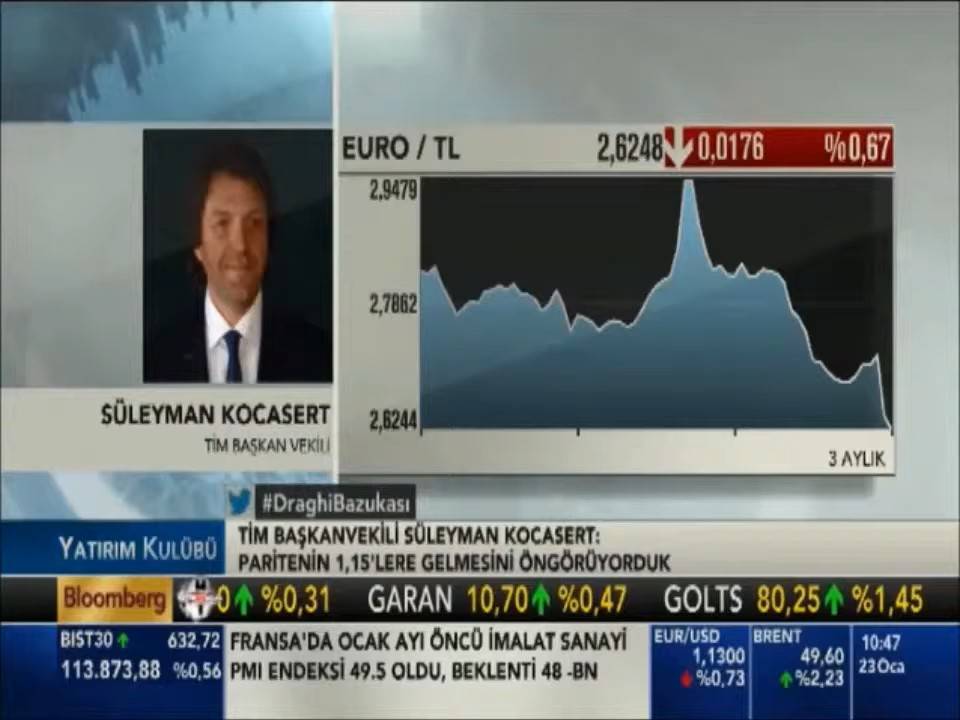 EURO / TL 2,6248 0,0176 %0,67
2,9479
2,7862
2,6244
3 AYLIK
SÜLEYMAN KOCASERT
TİM BAŞKAN VEKİLİ
#DraghiBazukası
YATIRIM KULÜBÜ
TİM BAŞKANVEKİLİ SÜLEYMAN KOCASERT:
PARİTENİN 1,15'LERE GELMESİNİ ÖNGÖRÜYORDUK
Bloomberg 0 %0,31 GARAN 10,70 %0,47 GOLTS 80,25 %1,45
BIST30 632,72
113.873,88 %0,56
FRANSA'DA OCAK AYI ÖNCÜ İMALAT SANAYİ
PMI ENDEKSİ 49.5 OLDU, BEKLENTİ 48 -BN
EUR/USD
1,1300
%0,73
BRENT
49,60
%2,23
10:47
23 Oca